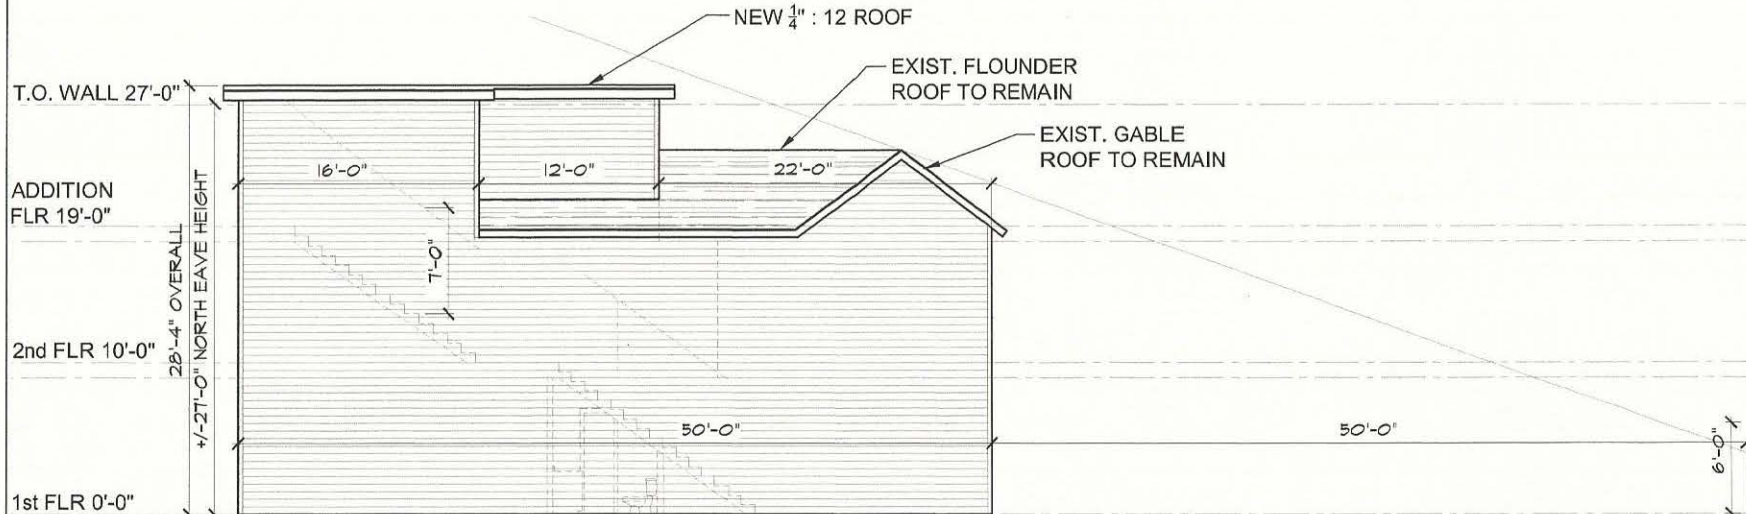 NEW 1/4" : 12 ROOF
EXIST. FLOUNDER
ROOF TO REMAIN
T.O. WALL 27'-0"
EXIST. GABLE
ROOF TO REMAIN
16'-0"
12'-0"
22'-0"
ADDITION
FLR 19'-0"
28'-4" OVERALL
+/-27'-0" NORTH EAVE HEIGHT
7'-0"
2nd FLR 10'-0"
50'-0"
50'-0"
6'-0"
1st FLR 0'-0"